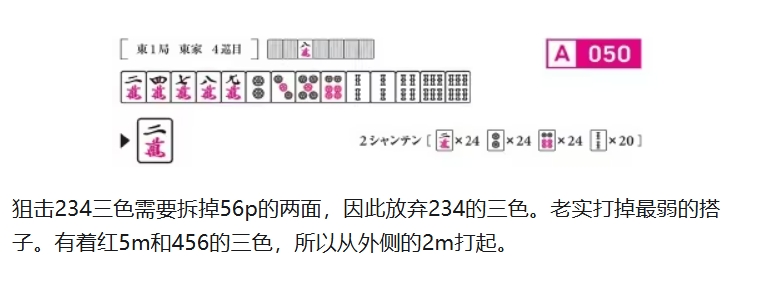 [東1局 東家 4巡目] 八萬 A 050
二萬 四萬 七萬 八萬 九萬
二萬 2シャンテン [二萬×24 ×24 ×24 ×20]
狙击234三色需要拆掉56p的两面，因此放弃234的三色。老实打掉最弱的搭
子。有着红5m和456的三色，所以从外侧的2m打起。